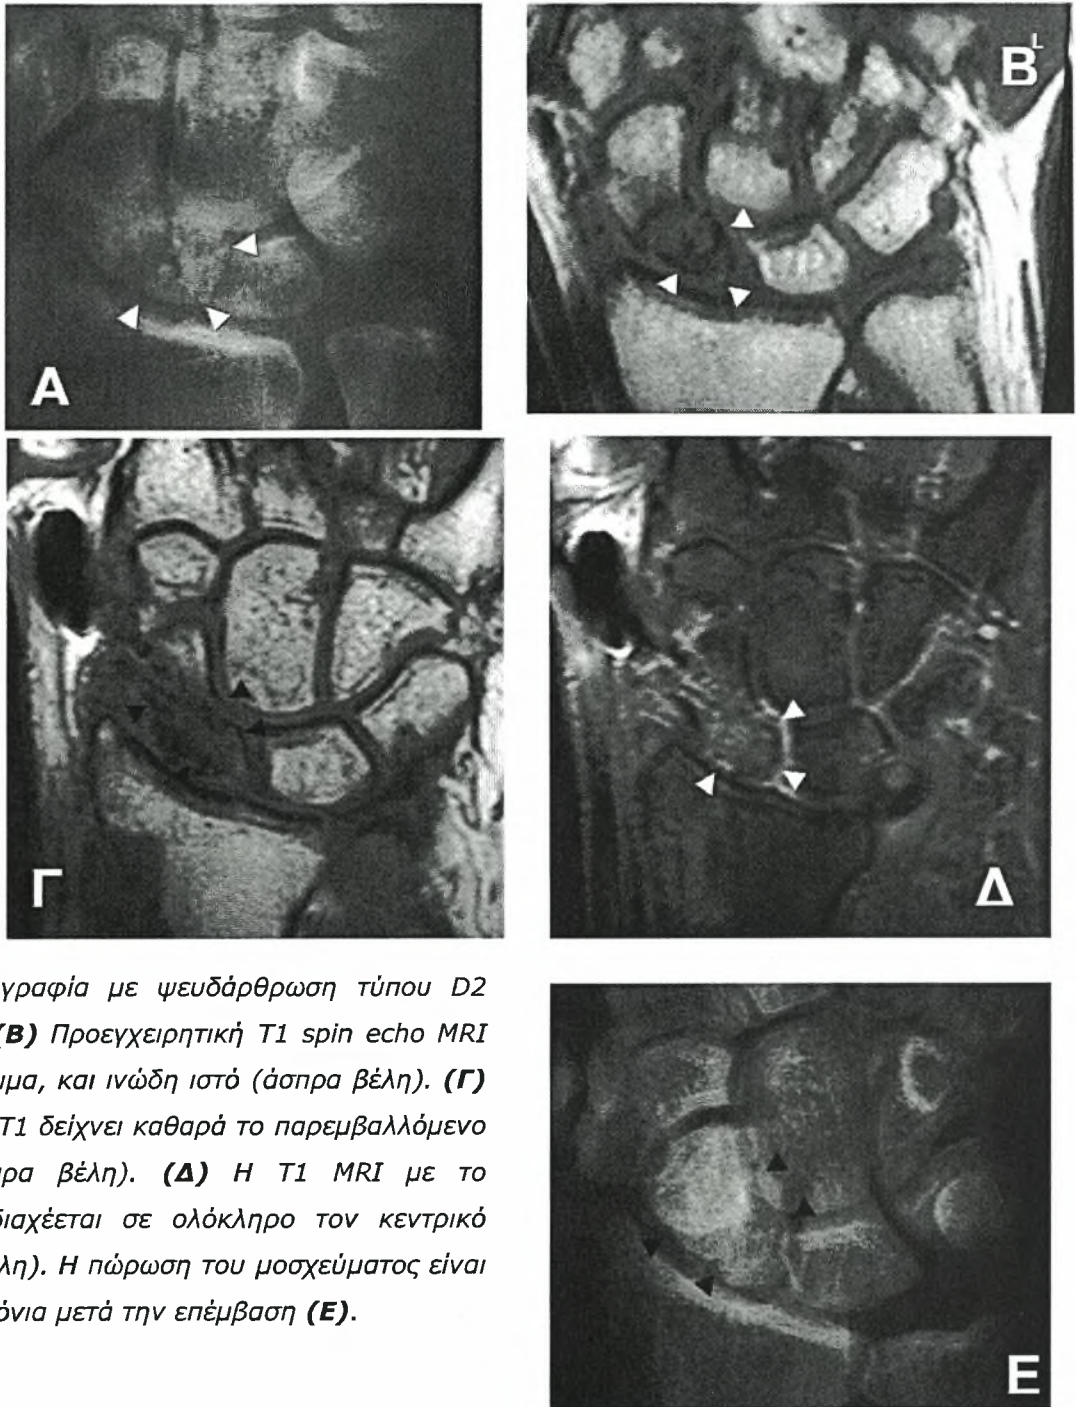 A
B
L
Γ
Δ
γραφία με ψευδάρθρωση τύπου D2
(B) Προεγχειρητική T1 spin echo MRI
μα, και ινώδη ιστό (άσπρα βέλη). (Γ)
T1 δείχνει καθαρά το παρεμβαλλόμενο
ρα βέλη). (Δ) Η T1 MRI με το
διαχέεται σε ολόκληρο τον κεντρικό
λη). Η πώρωση του μοσχεύματος είναι
όνια μετά την επέμβαση (E).
E